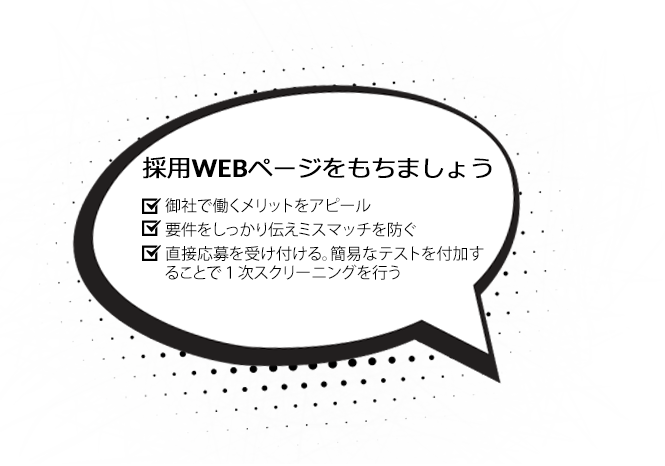 採用WEBページをもちましょう
御社で働くメリットをアピール
要件をしっかり伝えミスマッチを防ぐ
直接応募を受け付ける。簡易なテストを付加す
ることで1次スクリーニングを行う